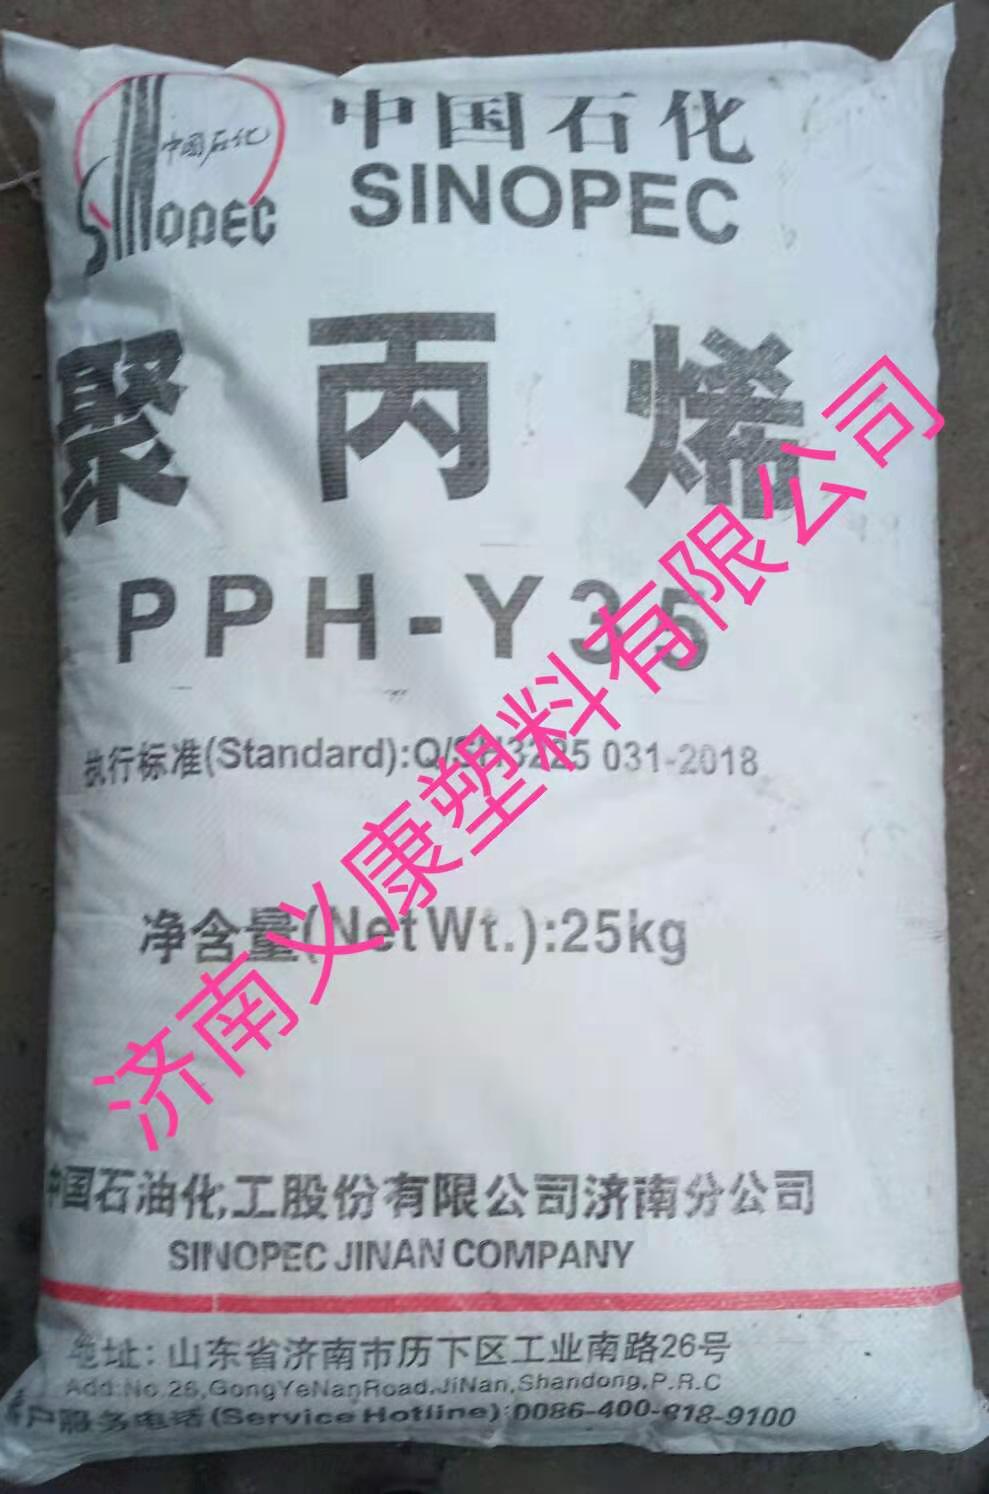 中国石化
SINOPEC
中国石化
SINOPEC
聚丙烯
PPH-Y35
执行标准(Standard):Q/SH3225 031-2018
净含量(Net Wt.):25kg
济南义康塑料有限公司
中国石油化工股份有限公司济南分公司
SINOPEC JINAN COMPANY
地址：山东省济南市历下区工业南路26号
Add:No.26,GongYeNanRoad,JiNan,Shandong,P.R.C
客户服务电话(Service Hotline):0086-400-818-9100